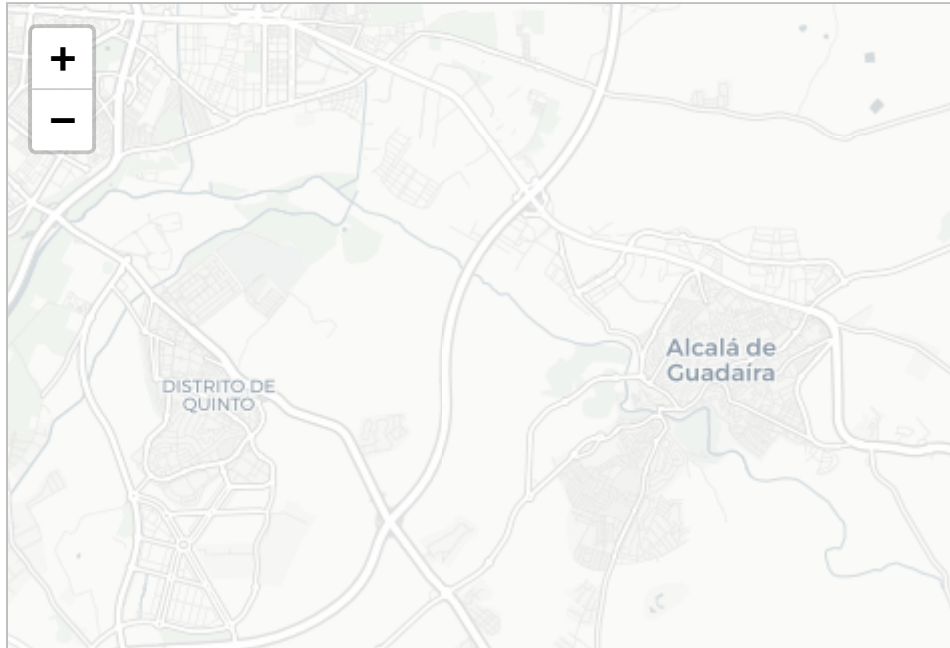 +
−
Alcalá de
Guadaíra
DISTRITO DE
QUINTO